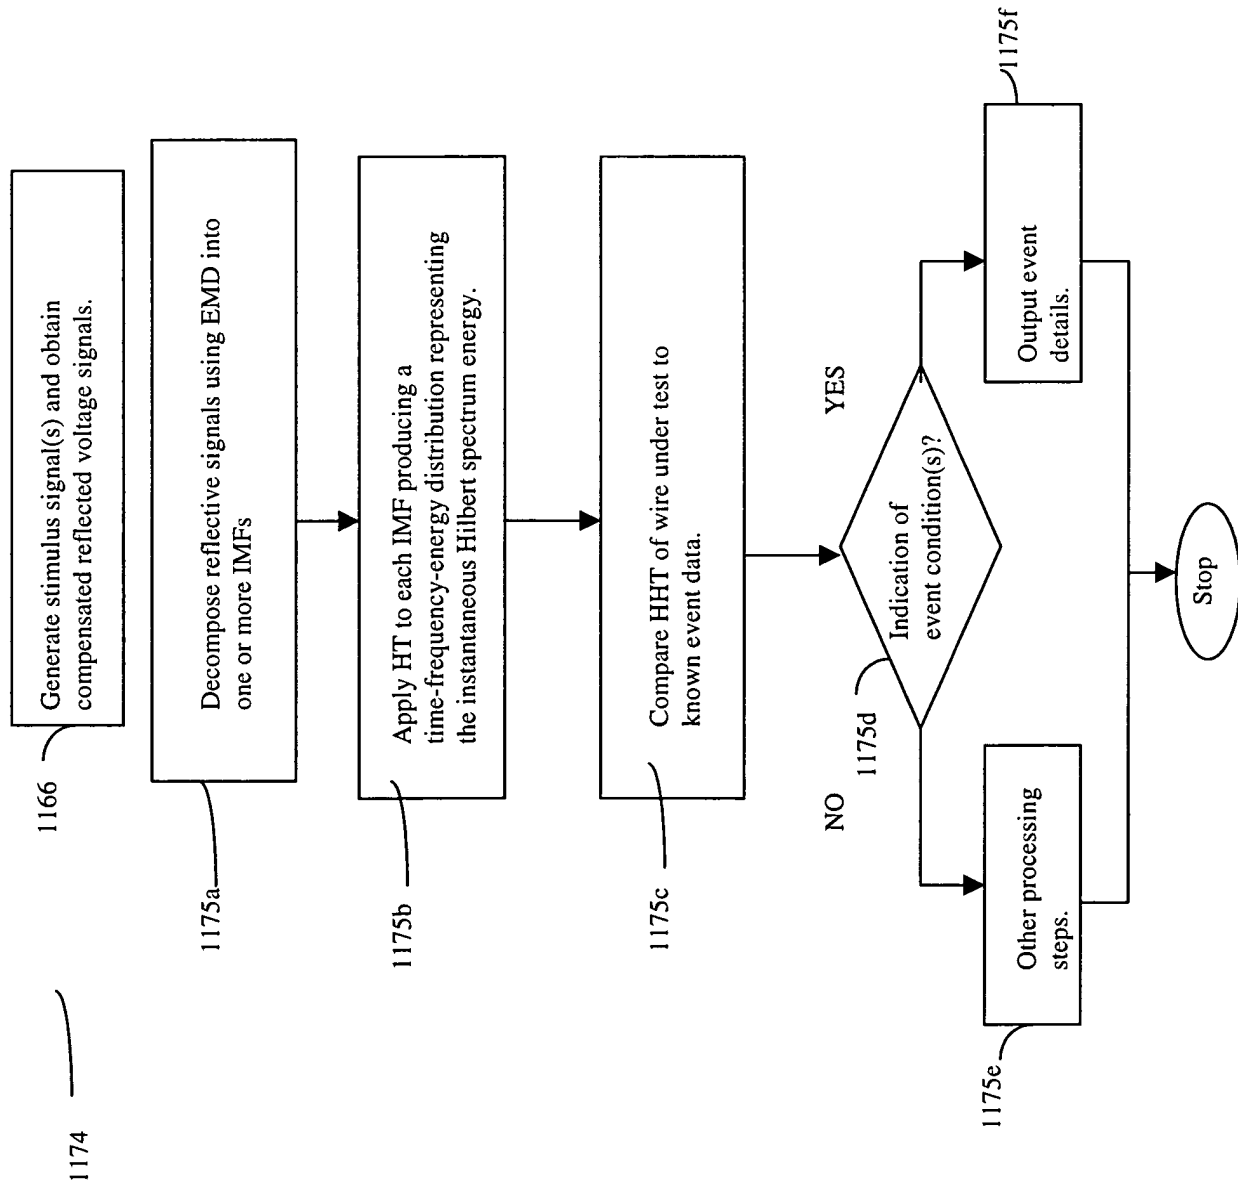 1174
1166
Generate stimulus signal(s) and obtain
compensated reflected voltage signals.
1175a
Decompose reflective signals using EMD into
one or more IMFs
1175b
Apply HT to each IMF producing a
time-frequency-energy distribution representing
the instantaneous Hilbert spectrum energy.
1175c
Compare HHT of wire under test to
known event data.
NO
YES
1175d
Indication of
event condition(s)?
1175e
Other processing
steps.
1175f
Output event
details.
Stop